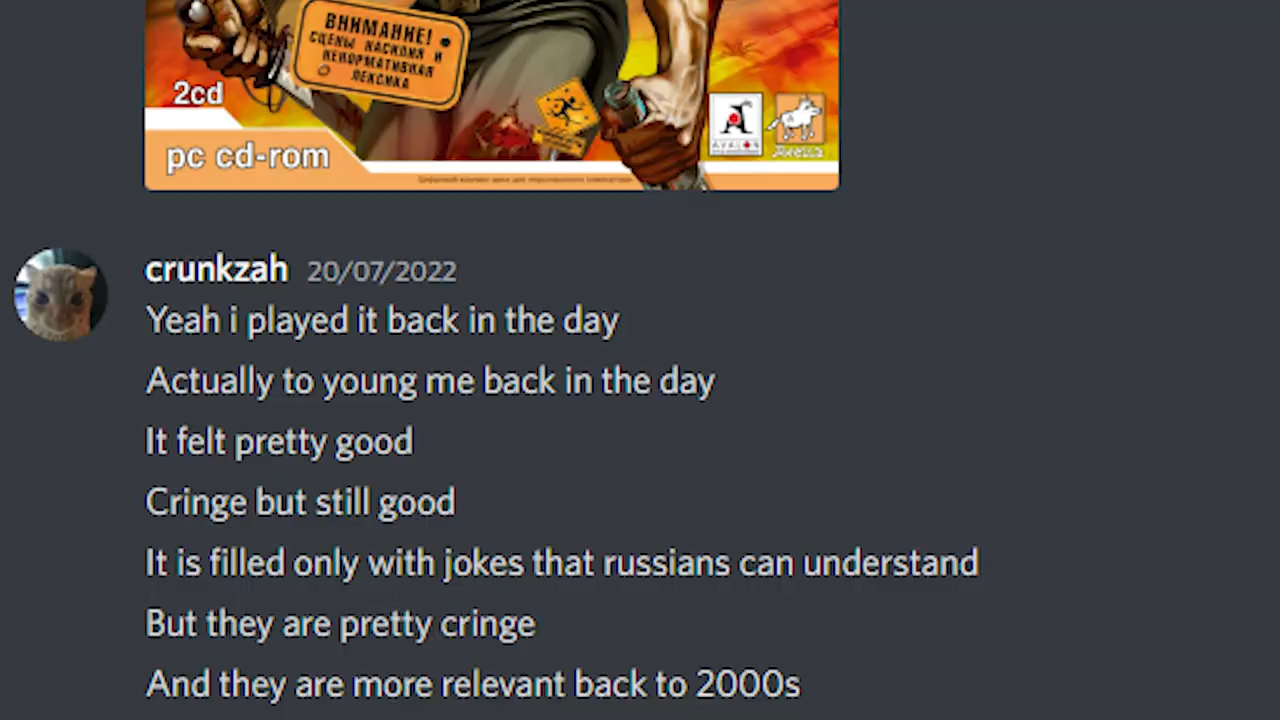 ВНИМАНИЕ!
СЦЕНЫ НАСИЛИЯ И
НЕНОРМАТИВНАЯ
ЛЕКСИКА
2cd
AVALON
Акелла
pc cd-rom
crunkzah 20/07/2022
Yeah i played it back in the day
Actually to young me back in the day
It felt pretty good
Cringe but still good
It is filled only with jokes that russians can understand
But they are pretty cringe
And they are more relevant back to 2000s